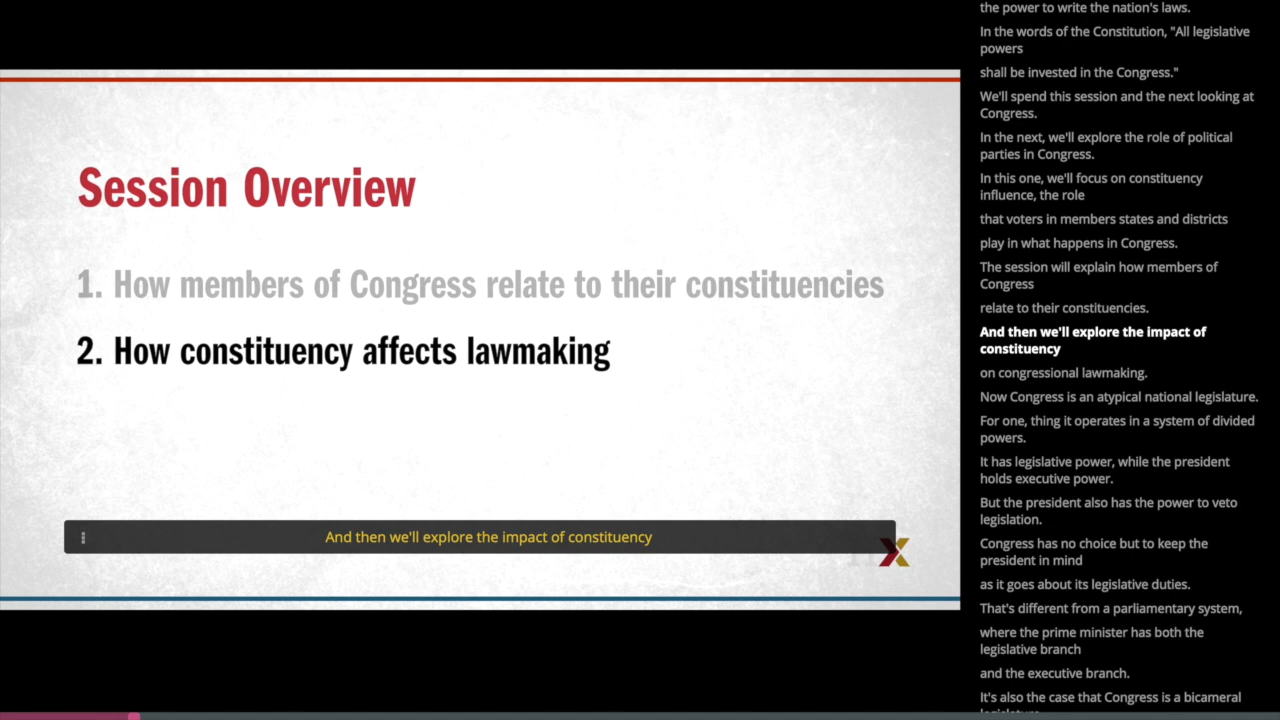 Session Overview
1. How members of Congress relate to their constituencies
2. How constituency affects lawmaking
And then we'll explore the impact of constituency
X
the power to write the nation's laws.
In the words of the Constitution, "All legislative
powers
shall be invested in the Congress."
We'll spend this session and the next looking at
Congress.
In the next, we'll explore the role of political
parties in Congress.
In this one, we'll focus on constituency
influence, the role
that voters in members states and districts
play in what happens in Congress.
The session will explain how members of
Congress
relate to their constituencies.
And then we'll explore the impact of
constituency
on congressional lawmaking.
Now Congress is an atypical national legislature.
For one, thing it operates in a system of divided
powers.
It has legislative power, while the president
holds executive power.
But the president also has the power to veto
legislation.
Congress has no choice but to keep the
president in mind
as it goes about its legislative duties.
That's different from a parliamentary system,
where the prime minister has both the
legislative branch
and the executive branch.
It's also the case that Congress is a bicameral